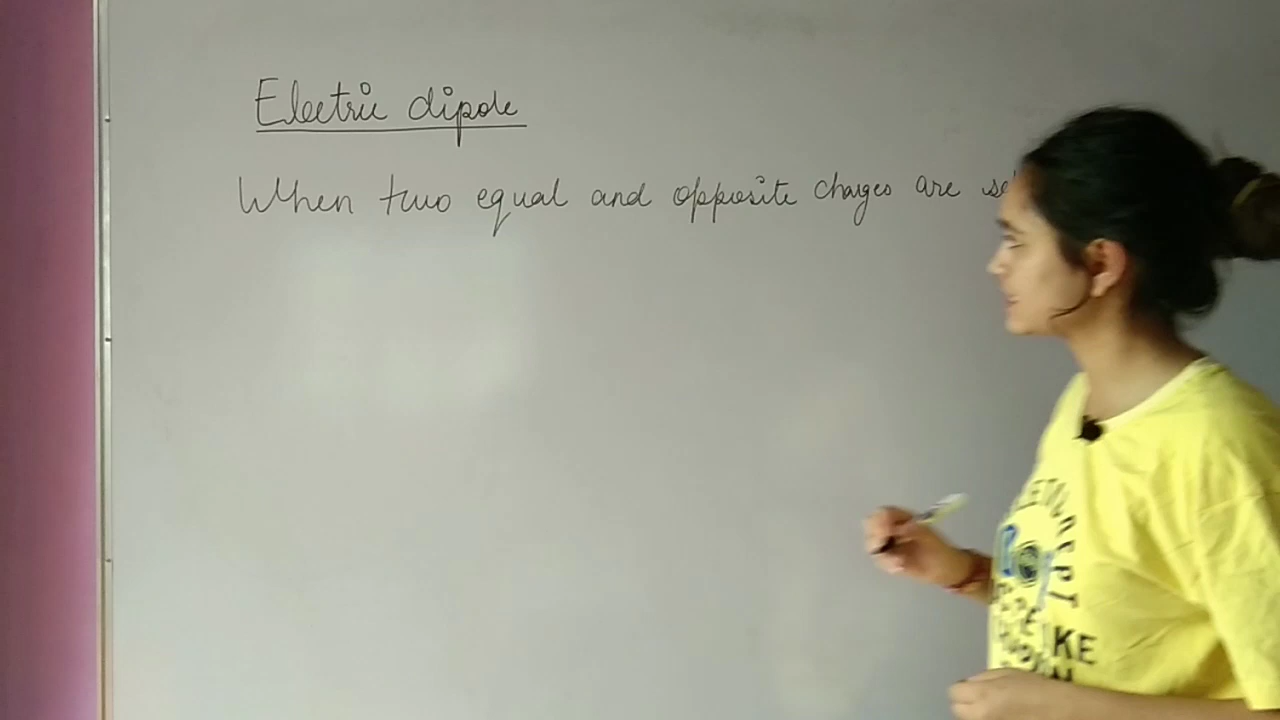 Electric dipole
When two equal and opposite charges are